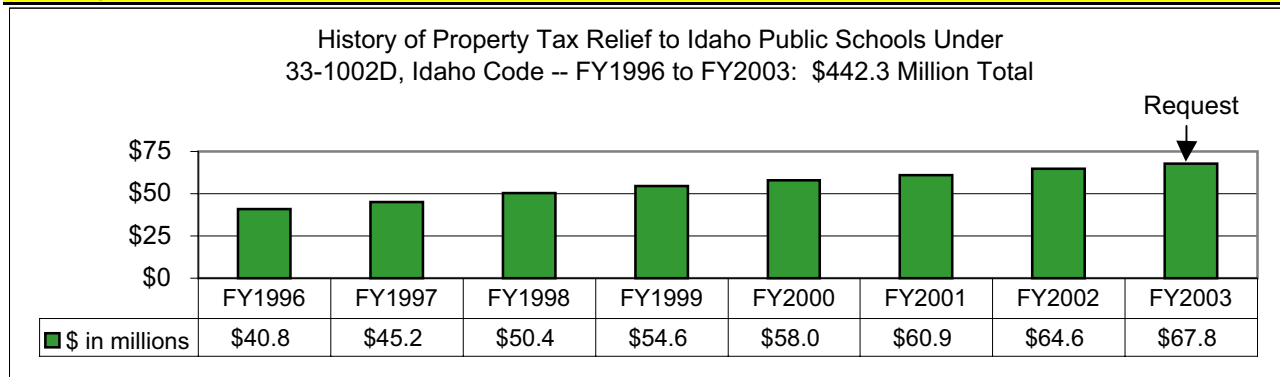 History of Property Tax Relief to Idaho Public Schools Under
33-1002D, Idaho Code -- FY1996 to FY2003:  $442.3 Million Total
Request
$75
$50
$25
$0
FY1996 FY1997 FY1998 FY1999 FY2000 FY2001 FY2002 FY2003
$ in millions $40.8 $45.2 $50.4 $54.6 $58.0 $60.9 $64.6 $67.8